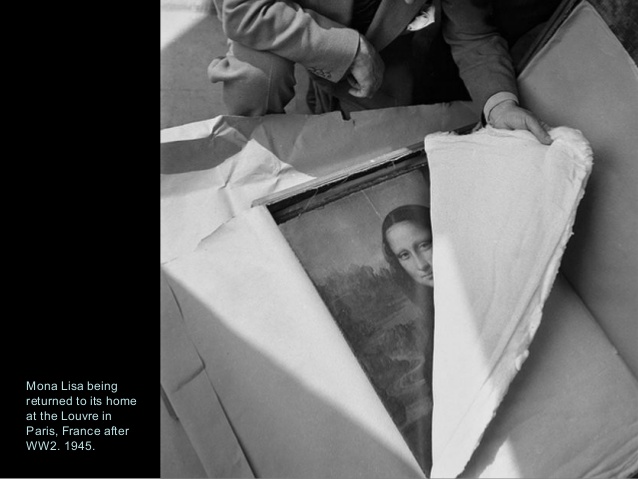 Mona Lisa being
returned to its home
at the Louvre in
Paris, France after
WW2. 1945.